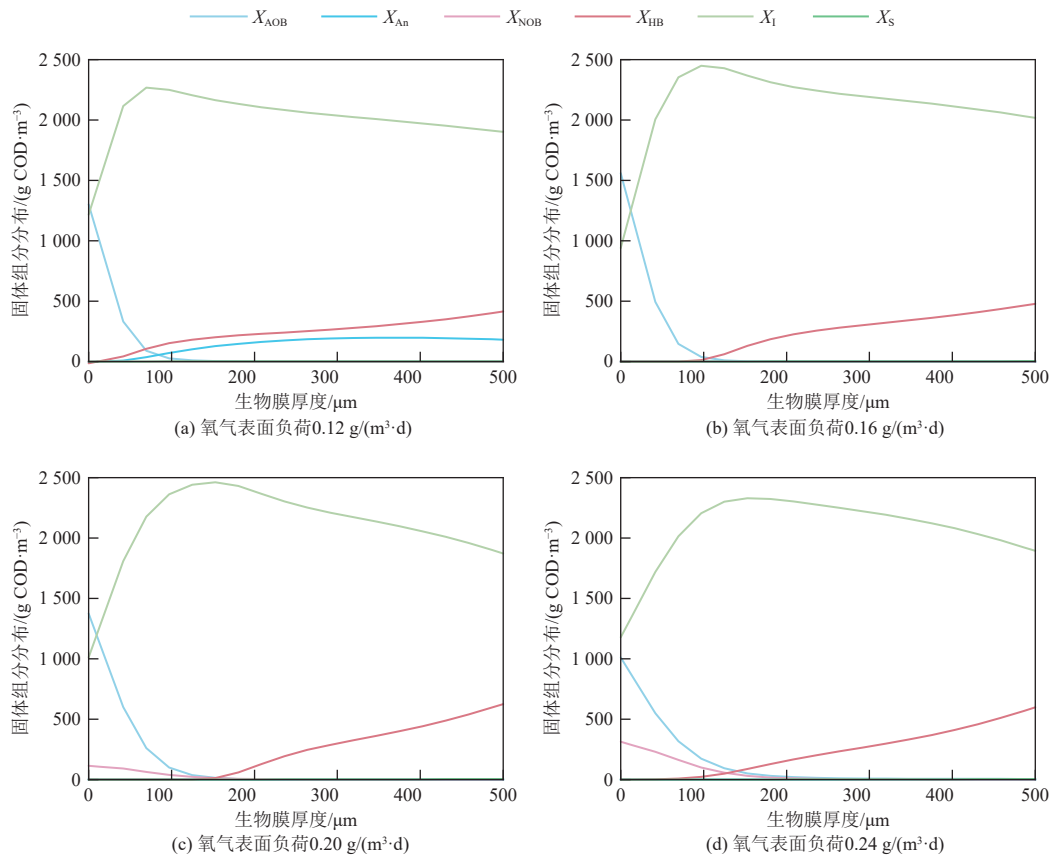 X_AOB X_An X_NOB X_HB X_I X_S
2 500
2 000
1 500
1 000
500
0
固体组分分布/(g COD·m⁻³)
0 100 200 300 400 500
生物膜厚度/μm
(a) 氧气表面负荷0.12 g/(m³·d)
2 500
2 000
1 500
1 000
500
0
固体组分分布/(g COD·m⁻³)
0 100 200 300 400 500
生物膜厚度/μm
(b) 氧气表面负荷0.16 g/(m³·d)
2 500
2 000
1 500
1 000
500
0
固体组分分布/(g COD·m⁻³)
0 100 200 300 400 500
生物膜厚度/μm
(c) 氧气表面负荷0.20 g/(m³·d)
2 500
2 000
1 500
1 000
500
0
固体组分分布/(g COD·m⁻³)
0 100 200 300 400 500
生物膜厚度/μm
(d) 氧气表面负荷0.24 g/(m³·d)